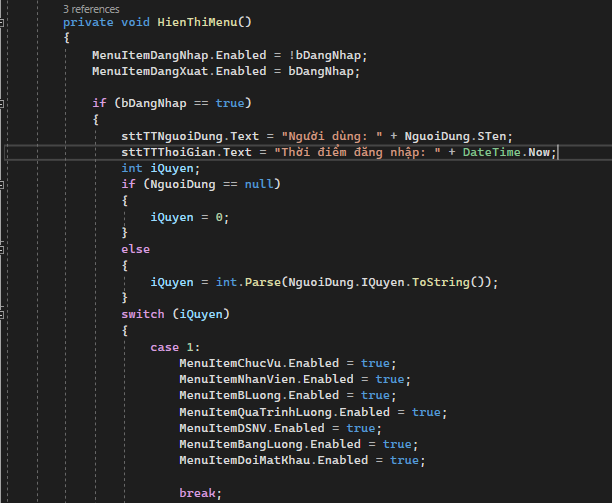 3 references
private void HienThiMenu()
{
MenuItemDangNhap.Enabled = !bDangNhap;
MenuItemDangXuat.Enabled = bDangNhap;
if (bDangNhap == true)
{
sttTTNguoiDung.Text = "Người dùng: " + NguoiDung.STen;
sttTTThoiGian.Text = "Thời điểm đăng nhập: " + DateTime.Now;
int iQuyen;
if (NguoiDung == null)
{
iQuyen = 0;
}
else
{
iQuyen = int.Parse(NguoiDung.IQuyen.ToString());
}
switch (iQuyen)
{
case 1:
MenuItemChucVu.Enabled = true;
MenuItemNhanVien.Enabled = true;
MenuItemBLuong.Enabled = true;
MenuItemQuaTrinhLuong.Enabled = true;
MenuItemDSNV.Enabled = true;
MenuItemBangLuong.Enabled = true;
MenuItemDoiMatKhau.Enabled = true;
break;